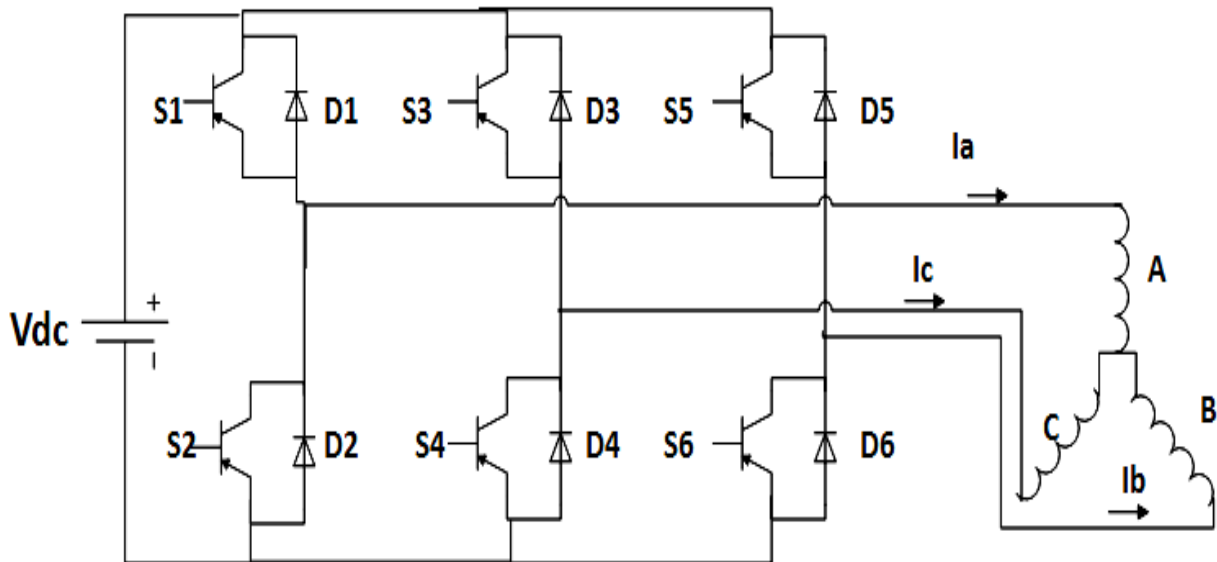 S1 D1 S3 D3 S5 D5
Ia
A
Ic
+
Vdc
−
B
C
S2 D2 S4 D4 S6 D6
Ib